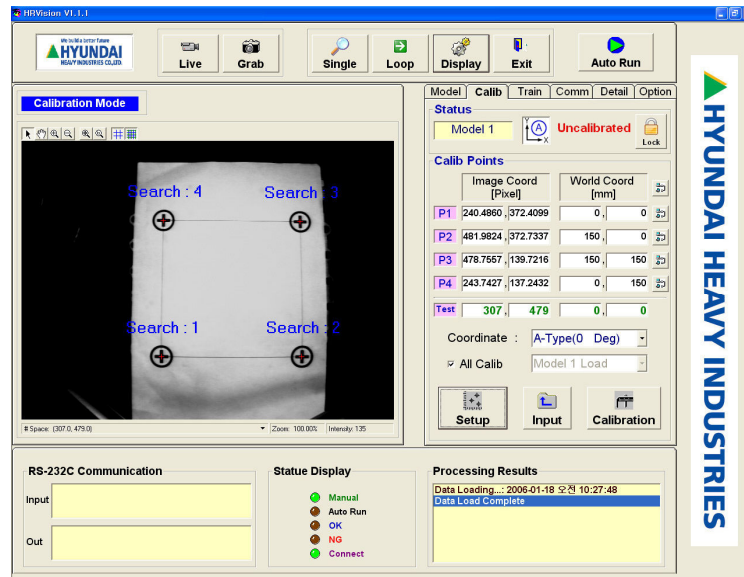 HRVision V1.1.1
We build a better future
HYUNDAI
HEAVY INDUSTRIES CO.,LTD.
Live
Grab
Single
Loop
Display
Exit
Auto Run
Calibration Mode
Model Calib Train Comm Detail Option
Status
Model 1
A
Y
X
Uncalibrated
Lock
Calib Points
Image Coord
[Pixel]
World Coord
[mm]
P1 240.4860 , 372.4099 0 , 0
P2 481.9824 , 372.7337 150 , 0
P3 478.7557 , 139.7216 150 , 150
P4 243.7427 , 137.2432 0 , 150
Test 307 , 479 0 , 0
Coordinate : A-Type(0 Deg)
All Calib Model 1 Load
Setup
Input
Calibration
Search : 4
Search : 3
Search : 1
Search : 2
# Space: (307.0, 479.0)
Zoom: 100.00%
Intensity: 135
RS-232C Communication
Input
Out
Statue Display
Manual
Auto Run
OK
NG
Connect
Processing Results
Data Loading...: 2006-01-18 오전 10:27:48
Data Load Complete
HYUNDAI HEAVY INDUSTRIES